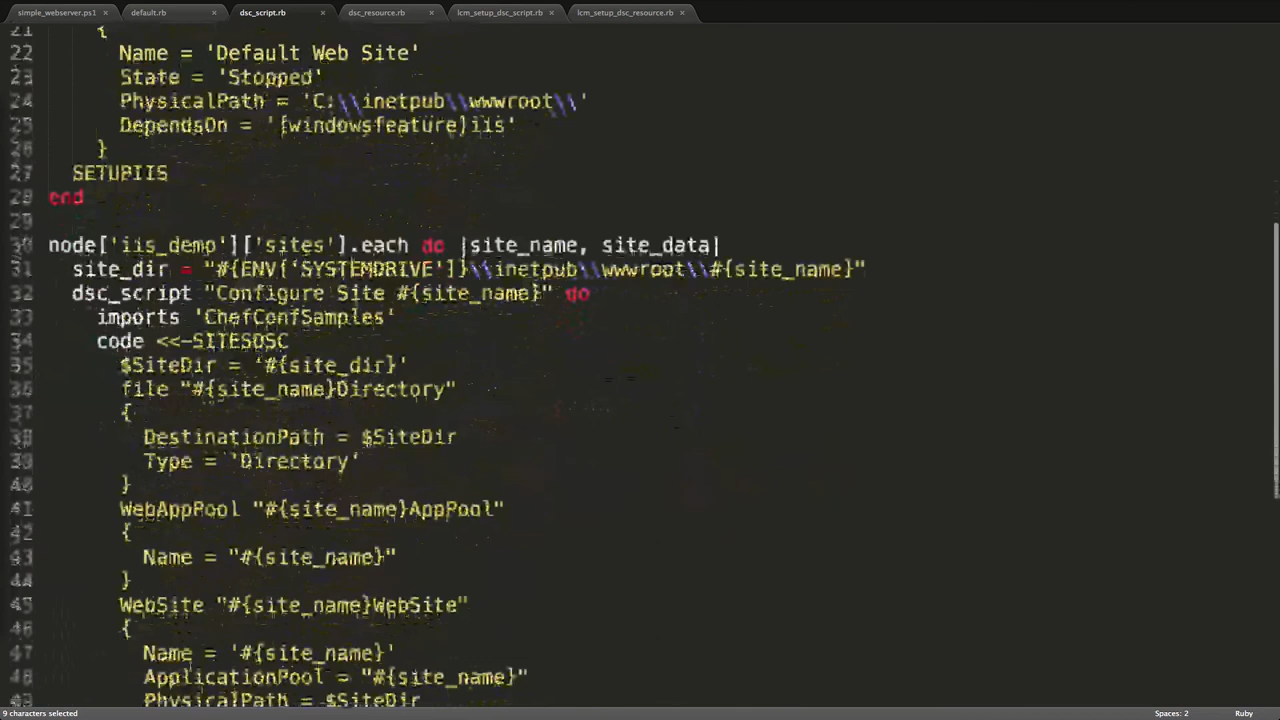 simple_webserver.ps1 × default.rb × dsc_script.rb × dsc_resource.rb × lcm_setup_dsc_script.rb × lcm_setup_dsc_resource.rb ×
21 {
22 Name = 'Default Web Site'
23 State = 'Stopped'
24 PhysicalPath = 'C:\\inetpub\\wwwroot\\'
25 DependsOn = '[windowsfeature]iis'
26 }
27 SETUPIIS
28 end
29
30 node['iis_demo']['sites'].each do |site_name, site_data|
31 site_dir = "#{ENV['SYSTEMDRIVE']}\\inetpub\\wwwroot\\#{site_name}"
32 dsc_script "Configure Site #{site_name}" do
33 imports 'ChefConfSamples'
34 code <<-SITESDSC
35 $SiteDir = '#{site_dir}'
36 file "#{site_name}Directory"
37 {
38 DestinationPath = $SiteDir
39 Type = 'Directory'
40 }
41 WebAppPool "#{site_name}AppPool"
42 {
43 Name = "#{site_name}"
44 }
45 WebSite "#{site_name}WebSite"
46 {
47 Name = '#{site_name}'
48 ApplicationPool = "#{site_name}"
49 PhysicalPath = $SiteDir
9 characters selected Spaces: 2 Ruby